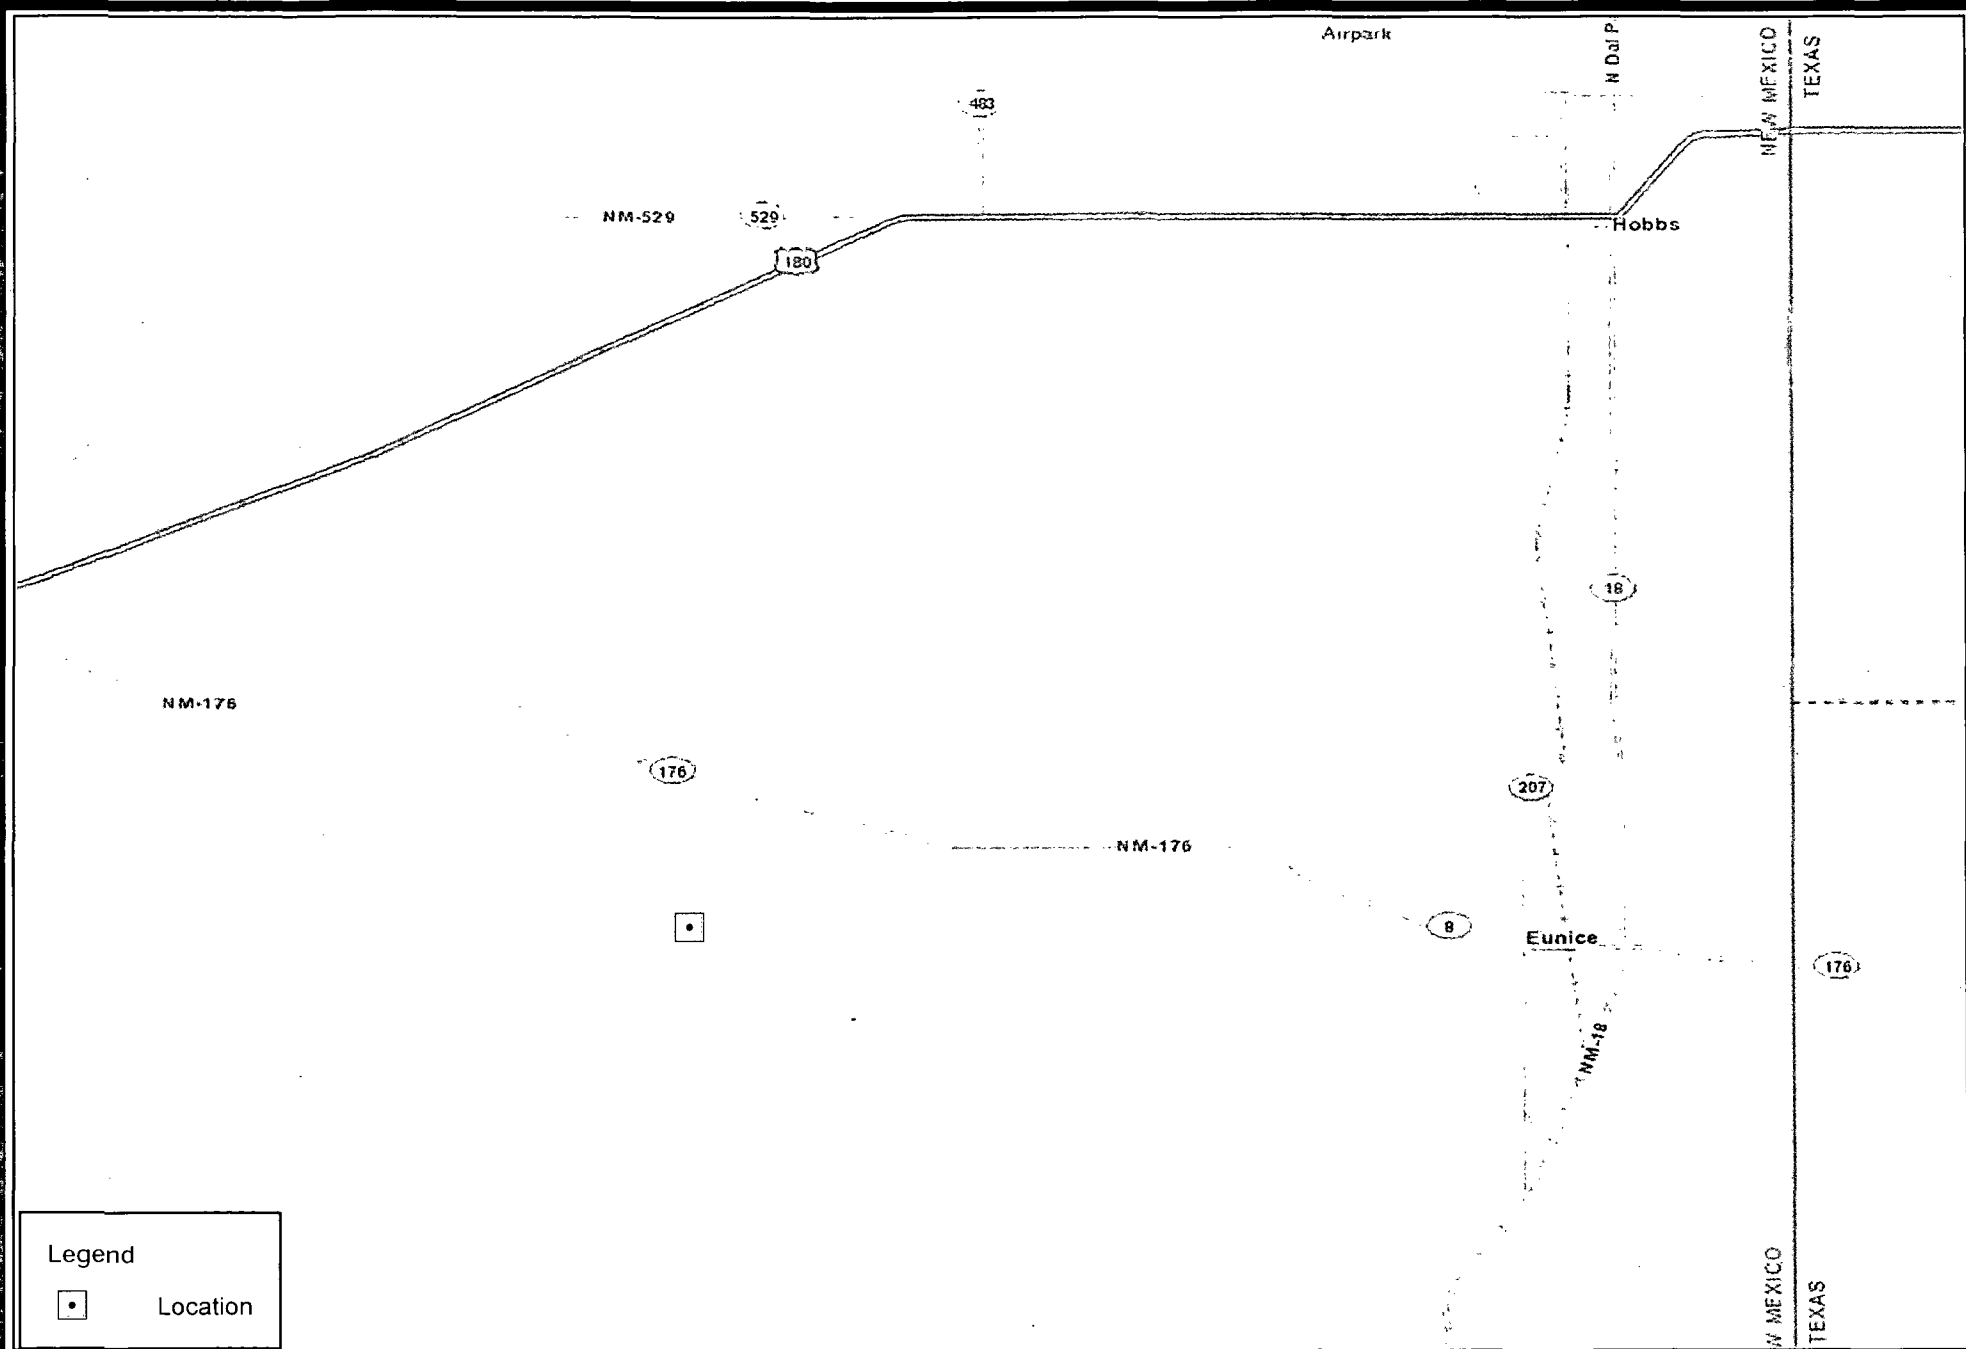 Airpark
N Dal P
NEW MEXICO
TEXAS
483
NM-529
529
Hobbs
180
18
NM-176
176
207
NM-176
8
Eunice
176
NM-18
Legend
Location
W MEXICO
TEXAS